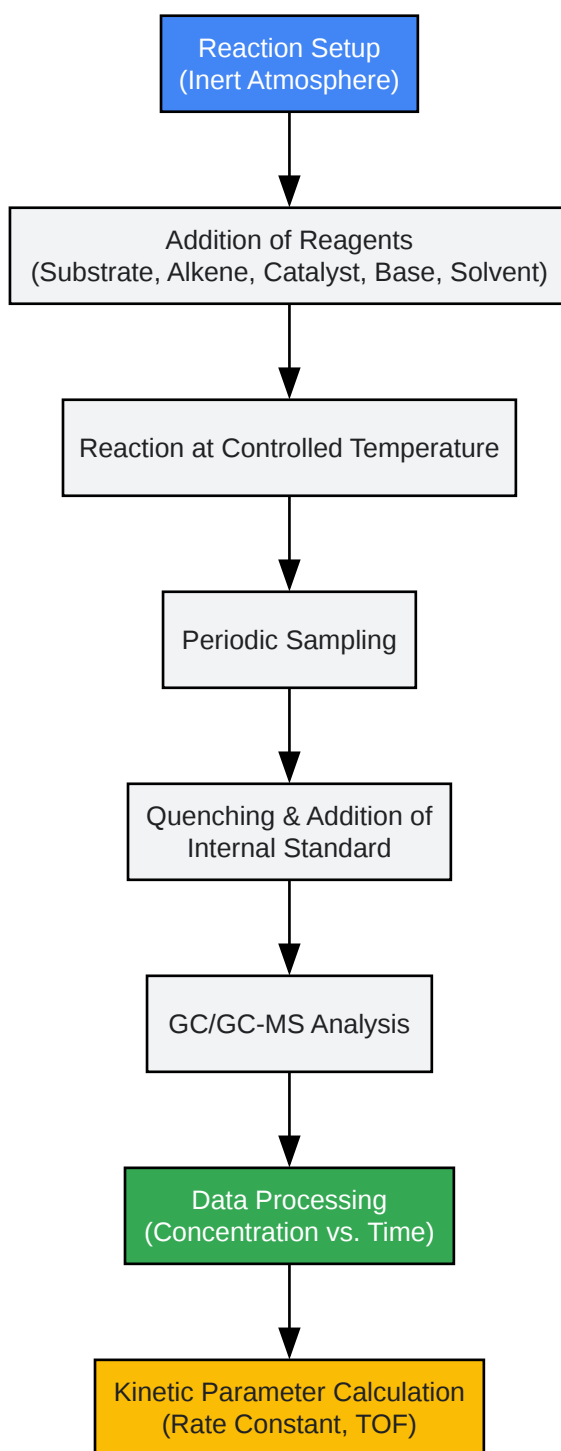 Reaction Setup
(Inert Atmosphere)
Addition of Reagents
(Substrate, Alkene, Catalyst, Base, Solvent)
Reaction at Controlled Temperature
Periodic Sampling
Quenching & Addition of
Internal Standard
GC/GC-MS Analysis
Data Processing
(Concentration vs. Time)
Kinetic Parameter Calculation
(Rate Constant, TOF)